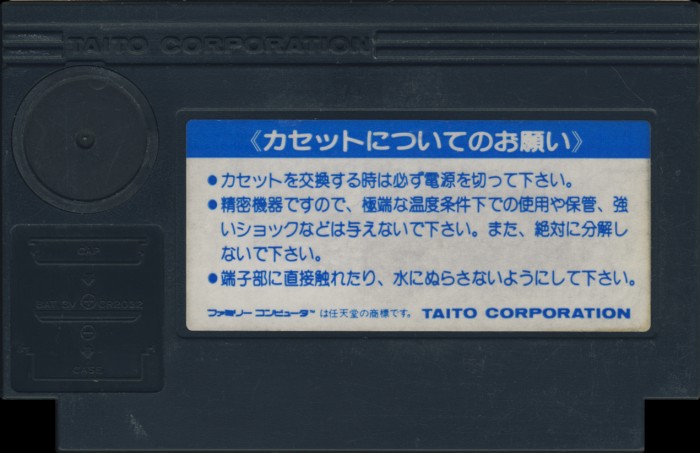 TAITO CORPORATION
《カセットについてのお願い》
●カセットを交換する時は必ず電源を切って下さい。
●精密機器ですので、極端な温度条件下での使用や保管、強
いショックなどは与えないで下さい。また、絶対に分解し
ないで下さい。
●端子部に直接触れたり、水にぬらさないようにして下さい。
ファミリー コンピュータ™ は任天堂の商標です。 TAITO CORPORATION
CAP
BAT. 3V CR2032
CASE